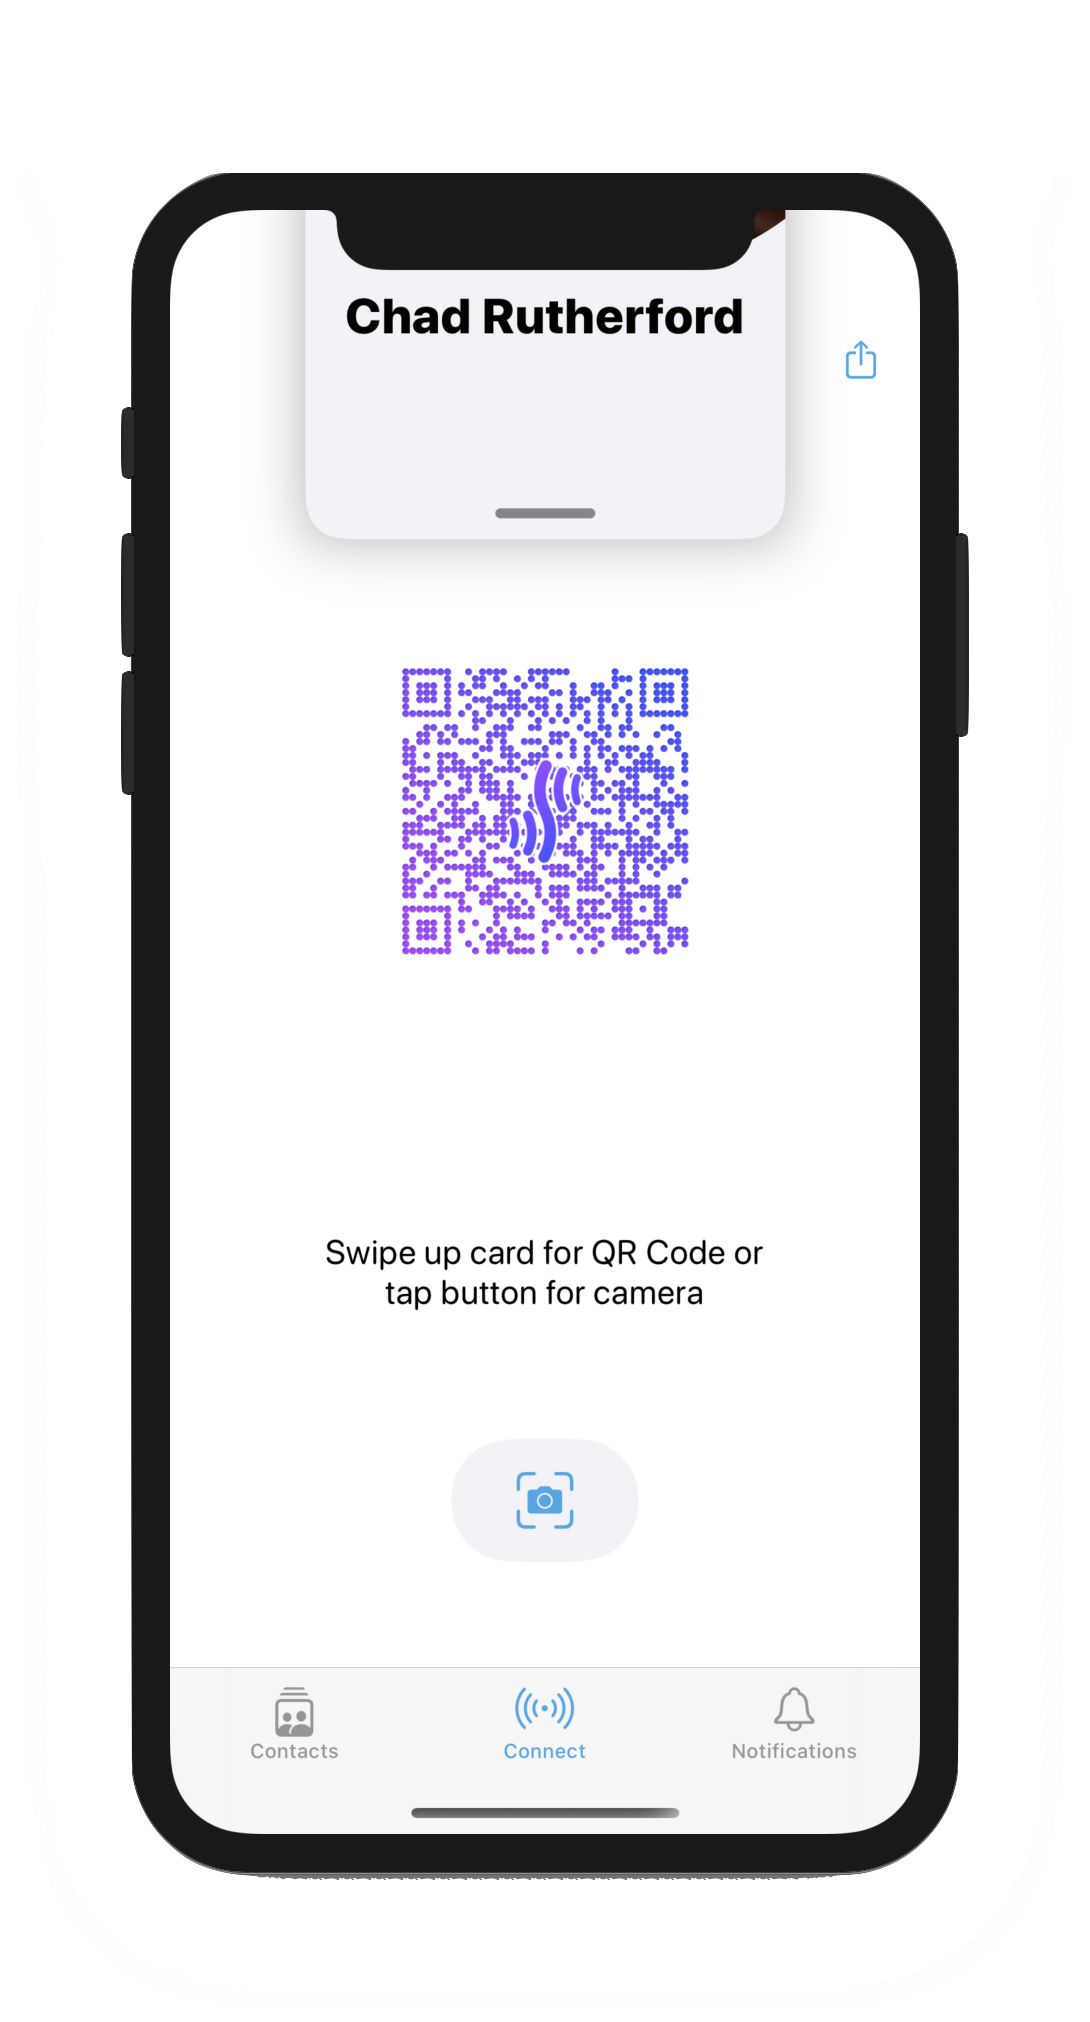 Chad Rutherford
Swipe up card for QR Code or
tap button for camera
Contacts
Connect
Notifications